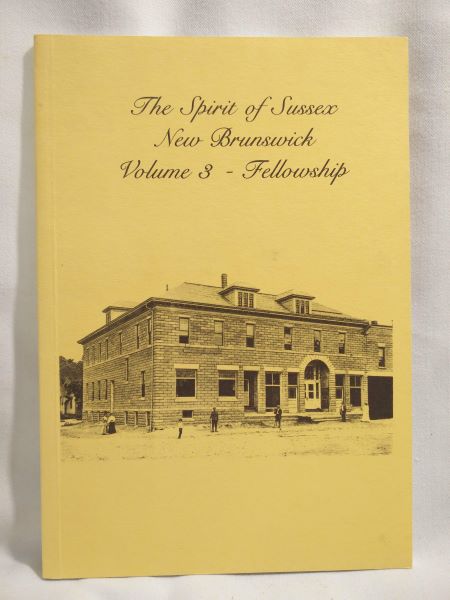 The Spirit of Sussex
New Brunswick
Volume 3 - Fellowship